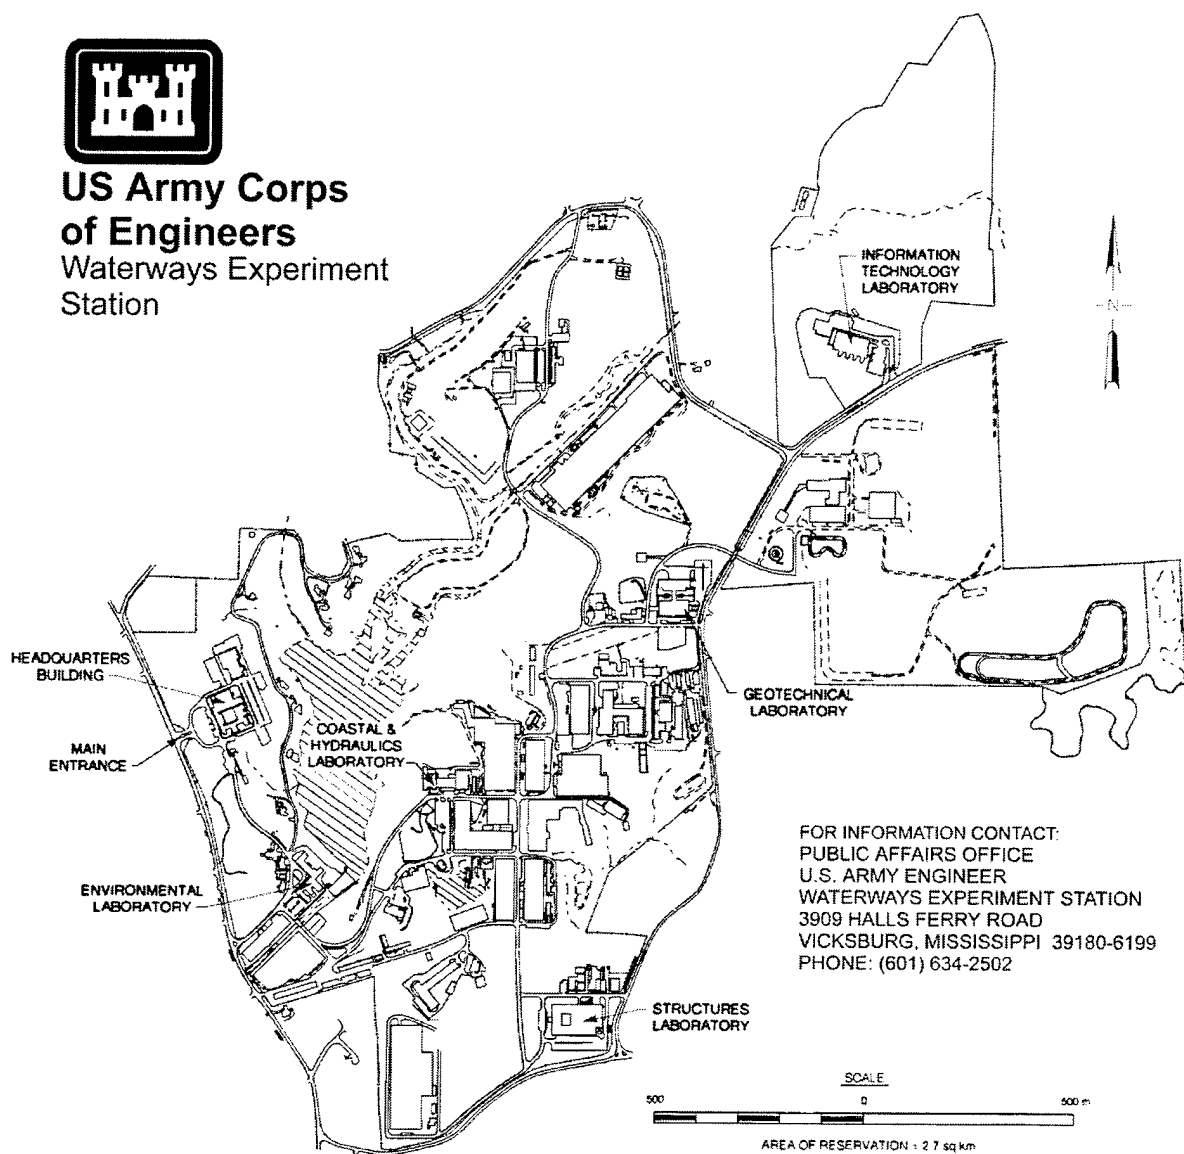 US Army Corps
of Engineers
Waterways Experiment
Station
INFORMATION
TECHNOLOGY
LABORATORY
N
HEADQUARTERS
BUILDING
MAIN
ENTRANCE
COASTAL &
HYDRAULICS
LABORATORY
GEOTECHNICAL
LABORATORY
ENVIRONMENTAL
LABORATORY
STRUCTURES
LABORATORY
FOR INFORMATION CONTACT:
PUBLIC AFFAIRS OFFICE
U.S. ARMY ENGINEER
WATERWAYS EXPERIMENT STATION
3909 HALLS FERRY ROAD
VICKSBURG, MISSISSIPPI 39180-6199
PHONE: (601) 634-2502
SCALE
500 0 500 m
AREA OF RESERVATION = 2.7 sq km